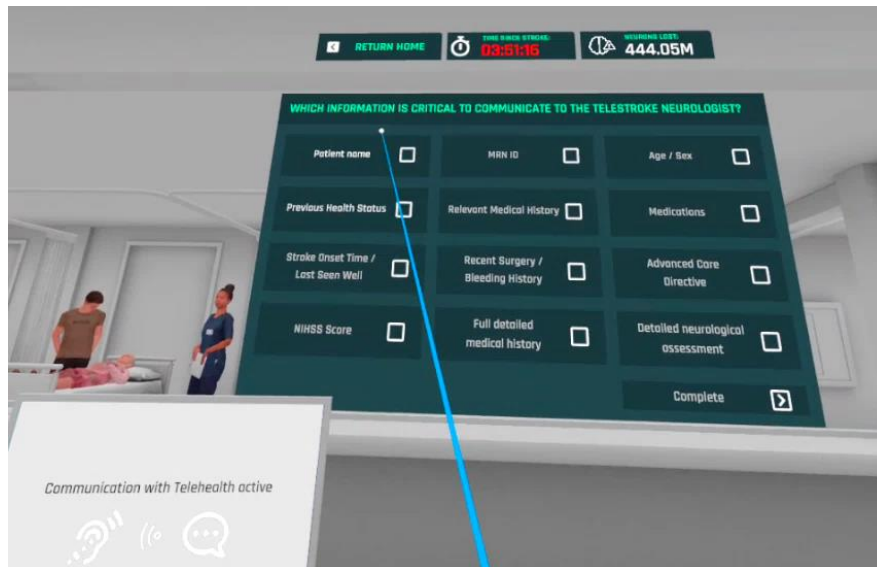 RETURN HOME
TIME SINCE STROKE:
03:51:16
NEURONS LOST:
444.05M
WHICH INFORMATION IS CRITICAL TO COMMUNICATE TO THE TELESTROKE NEUROLOGIST?
Patient name
MRN ID
Age / Sex
Previous Health Status
Relevant Medical History
Medications
Stroke Onset Time /
Last Seen Well
Recent Surgery /
Bleeding History
Advanced Care
Directive
NIHSS Score
Full detailed
medical history
Detailed neurological
assessment
Complete
Communication with Telehealth active